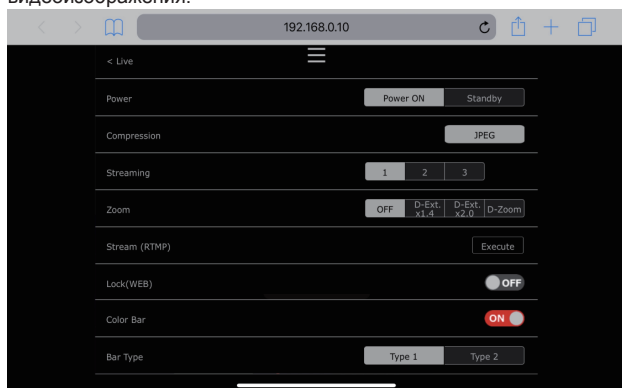 видеоизображения.
192.168.0.10
< Live
Power Power ON Standby
Compression JPEG
Streaming 1 2 3
Zoom OFF D-Ext. x1.4 D-Ext. x2.0 D-Zoom
Stream (RTMP) Execute
Lock(WEB) OFF
Color Bar ON
Bar Type Type 1 Type 2